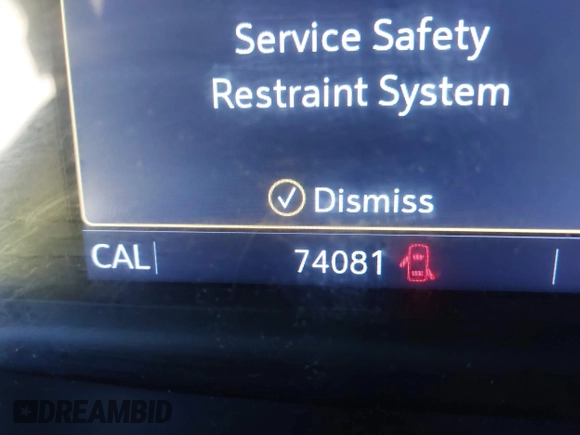 Service Safety
Restraint System
Dismiss
CAL 74081
DREAMBID